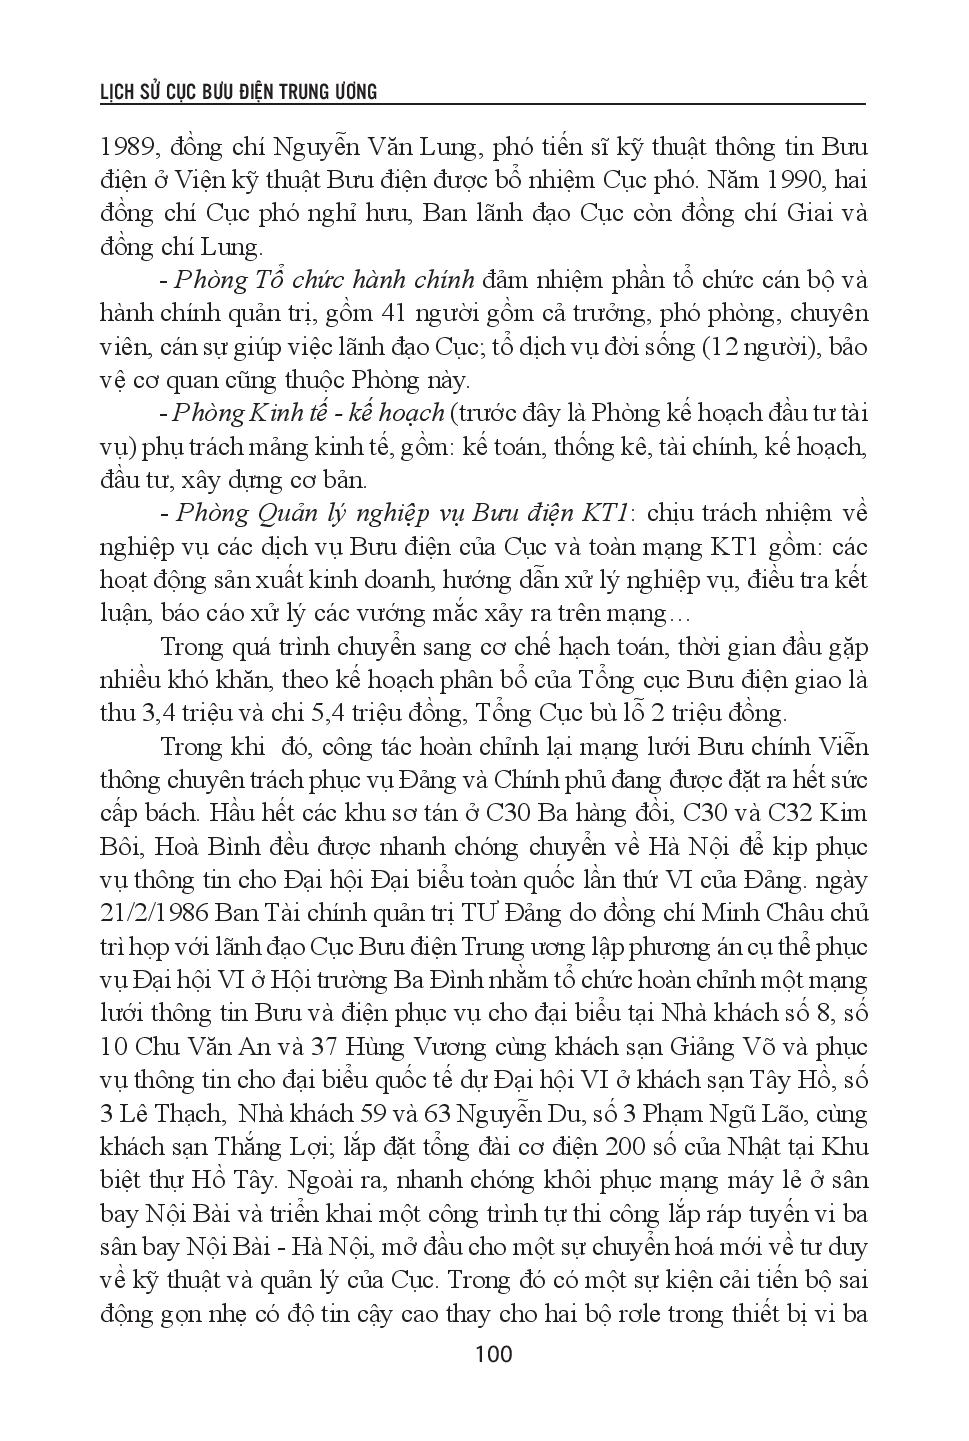 LỊCH SỬ CỤC BƯU ĐIỆN TRUNG ƯƠNG
1989, đồng chí Nguyễn Văn Lung, phó tiến sĩ kỹ thuật thông tin Bưu
điện ở Viện kỹ thuật Bưu điện được bổ nhiệm Cục phó. Năm 1990, hai
đồng chí Cục phó nghỉ hưu, Ban lãnh đạo Cục còn đồng chí Giai và
đồng chí Lung.
- Phòng Tổ chức hành chính đảm nhiệm phần tổ chức cán bộ và
hành chính quản trị, gồm 41 người gồm cả trưởng, phó phòng, chuyên
viên, cán sự giúp việc lãnh đạo Cục; tổ dịch vụ đời sống (12 người), bảo
vệ cơ quan cũng thuộc Phòng này.
- Phòng Kinh tế - kế hoạch (trước đây là Phòng kế hoạch đầu tư tài
vụ) phụ trách mảng kinh tế, gồm: kế toán, thống kê, tài chính, kế hoạch,
đầu tư, xây dựng cơ bản.
- Phòng Quản lý nghiệp vụ Bưu điện KT1: chịu trách nhiệm về
nghiệp vụ các dịch vụ Bưu điện của Cục và toàn mạng KT1 gồm: các
hoạt động sản xuất kinh doanh, hướng dẫn xử lý nghiệp vụ, điều tra kết
luận, báo cáo xử lý các vướng mắc xảy ra trên mạng…
Trong quá trình chuyển sang cơ chế hạch toán, thời gian đầu gặp
nhiều khó khăn, theo kế hoạch phân bổ của Tổng cục Bưu điện giao là
thu 3,4 triệu và chi 5,4 triệu đồng, Tổng Cục bù lỗ 2 triệu đồng.
Trong khi  đó, công tác hoàn chỉnh lại mạng lưới Bưu chính Viễn
thông chuyên trách phục vụ Đảng và Chính phủ đang được đặt ra hết sức
cấp bách. Hầu hết các khu sơ tán ở C30 Ba hàng đồi, C30 và C32 Kim
Bôi, Hoà Bình đều được nhanh chóng chuyển về Hà Nội để kịp phục
vụ thông tin cho Đại hội Đại biểu toàn quốc lần thứ VI của Đảng. ngày
21/2/1986 Ban Tài chính quản trị TƯ Đảng do đồng chí Minh Châu chủ
trì họp với lãnh đạo Cục Bưu điện Trung ương lập phương án cụ thể phục
vụ Đại hội VI ở Hội trường Ba Đình nhằm tổ chức hoàn chỉnh một mạng
lưới thông tin Bưu và điện phục vụ cho đại biểu tại Nhà khách số 8, số
10 Chu Văn An và 37 Hùng Vương cùng khách sạn Giảng Võ và phục
vụ thông tin cho đại biểu quốc tế dự Đại hội VI ở khách sạn Tây Hồ, số
3 Lê Thạch,  Nhà khách 59 và 63 Nguyễn Du, số 3 Phạm Ngũ Lão, cùng
khách sạn Thắng Lợi; lắp đặt tổng đài cơ điện 200 số của Nhật tại Khu
biệt thự Hồ Tây. Ngoài ra, nhanh chóng khôi phục mạng máy lẻ ở sân
bay Nội Bài và triển khai một công trình tự thi công lắp ráp tuyến vi ba
sân bay Nội Bài - Hà Nội, mở đầu cho một sự chuyển hoá mới về tư duy
về kỹ thuật và quản lý của Cục. Trong đó có một sự kiện cải tiến bộ sai
động gọn nhẹ có độ tin cậy cao thay cho hai bộ rơle trong thiết bị vi ba
100